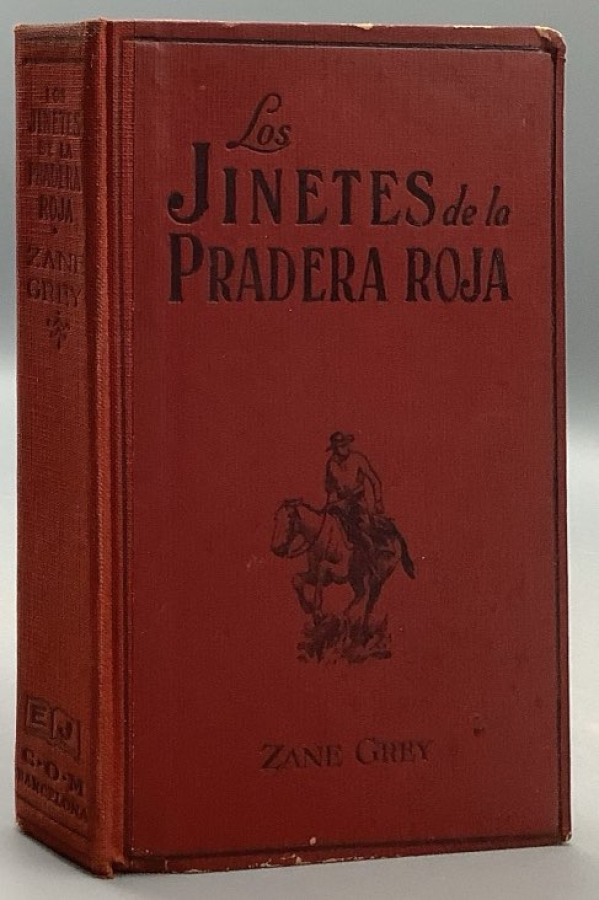 LOS
JINETES
DE LA
PRADERA
ROJA
ZANE
GREY
EJ
G·O·M
BARCELONA
Los
JINETES de la
PRADERA ROJA
ZANE GREY